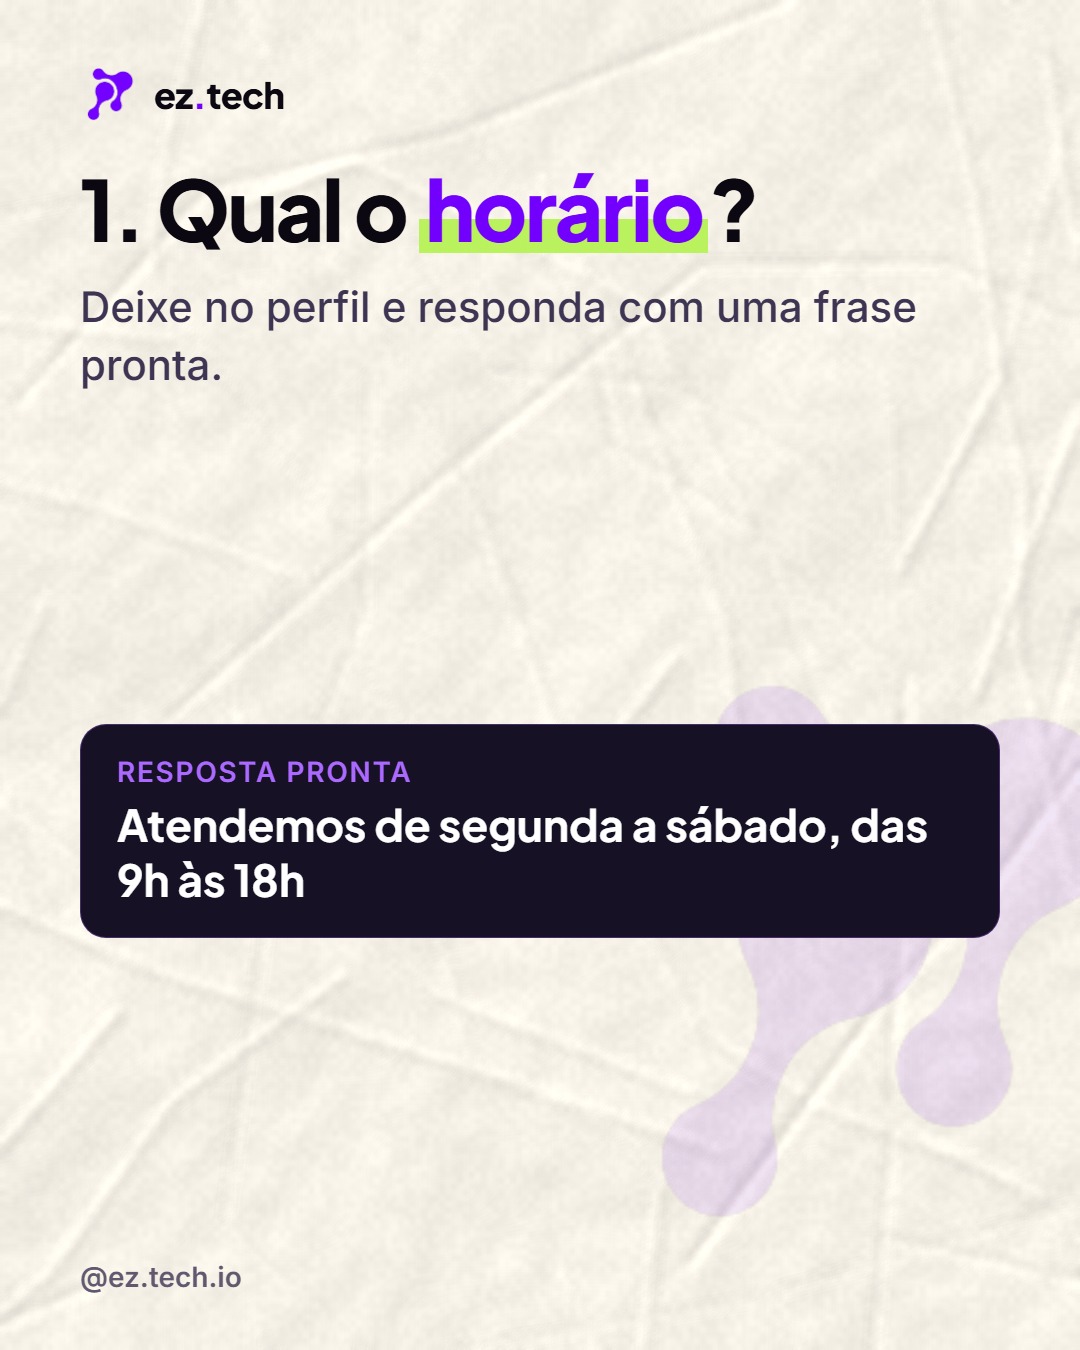 ez.tech
1. Qual o horário?
Deixe no perfil e responda com uma frase
pronta.
RESPOSTA PRONTA
Atendemos de segunda a sábado, das
9h às 18h
@ez.tech.io